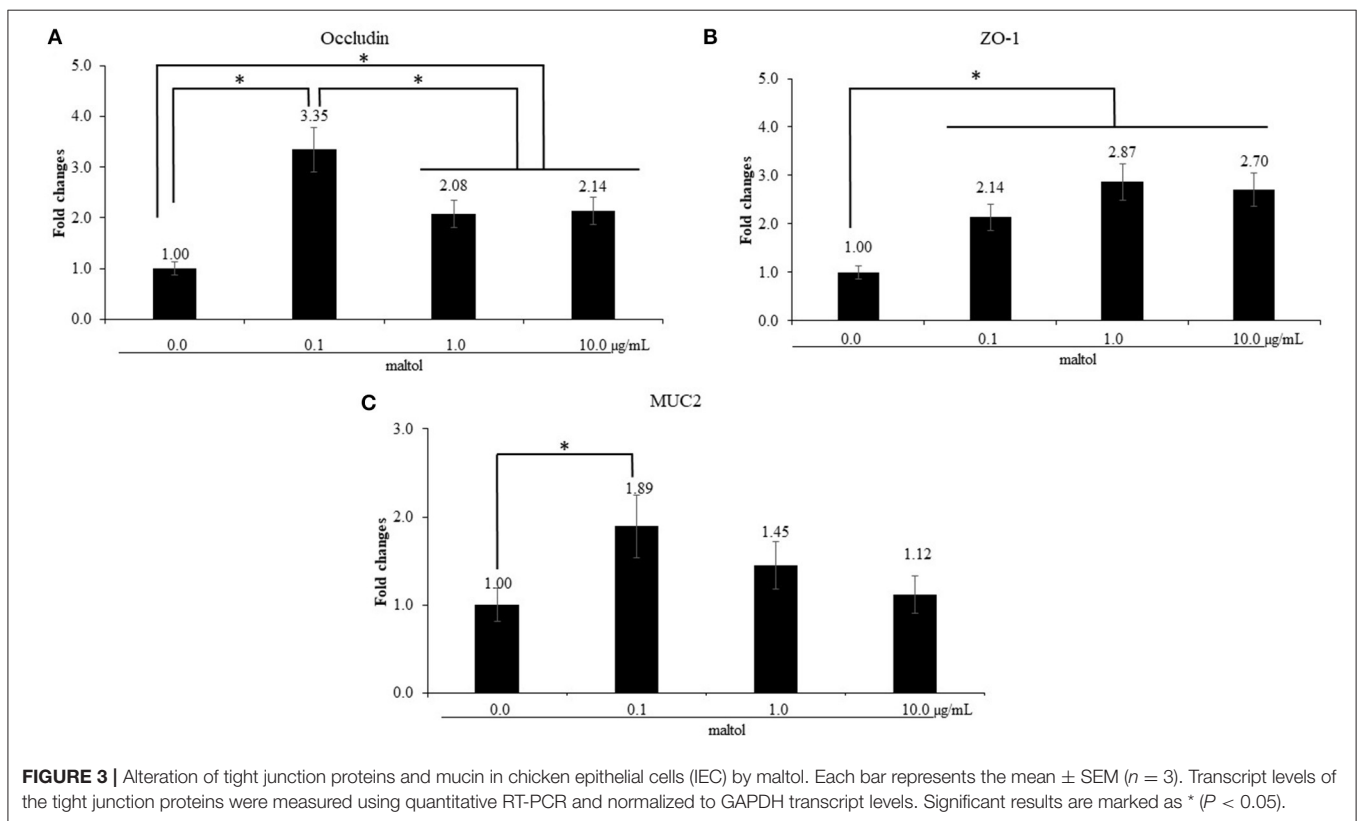 A
Occludin
*
*
*
5.0
4.0
3.0
2.0
1.0
0.0
Fold changes
1.00
3.35
2.08
2.14
0.0
0.1
1.0
10.0 μg/mL
maltol
B
ZO-1
*
5.0
4.0
3.0
2.0
1.0
0.0
Fold changes
1.00
2.14
2.87
2.70
0.0
0.1
1.0
10.0 μg/mL
maltol
C
MUC2
*
3.0
2.0
1.0
0.0
Fold changes
1.00
1.89
1.45
1.12
0.0
0.1
1.0
10.0 μg/mL
maltol
FIGURE 3 | Alteration of tight junction proteins and mucin in chicken epithelial cells (IEC) by maltol. Each bar represents the mean ± SEM (n = 3). Transcript levels of
the tight junction proteins were measured using quantitative RT-PCR and normalized to GAPDH transcript levels. Significant results are marked as * (P < 0.05).